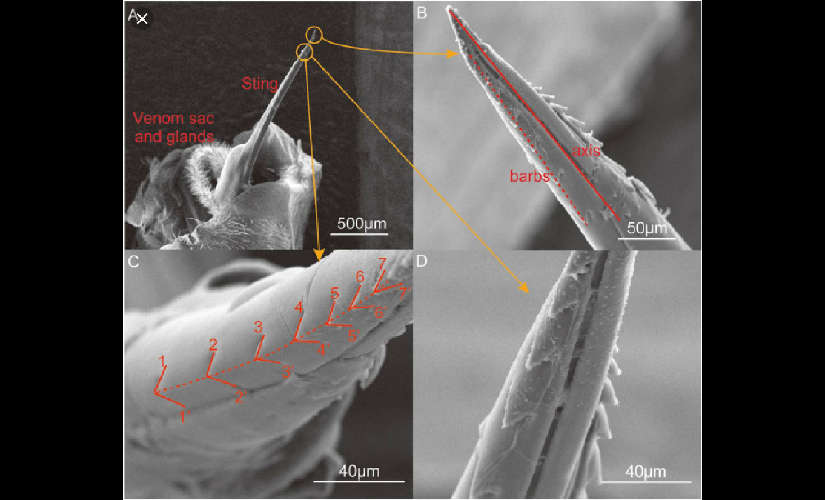 A
Sting
Venom sac
and glands
500µm
B
axis
barbs
50µm
C
1 2 3 4 5 6 7
1 2 3 4 5 6 7
40µm
D
40µm